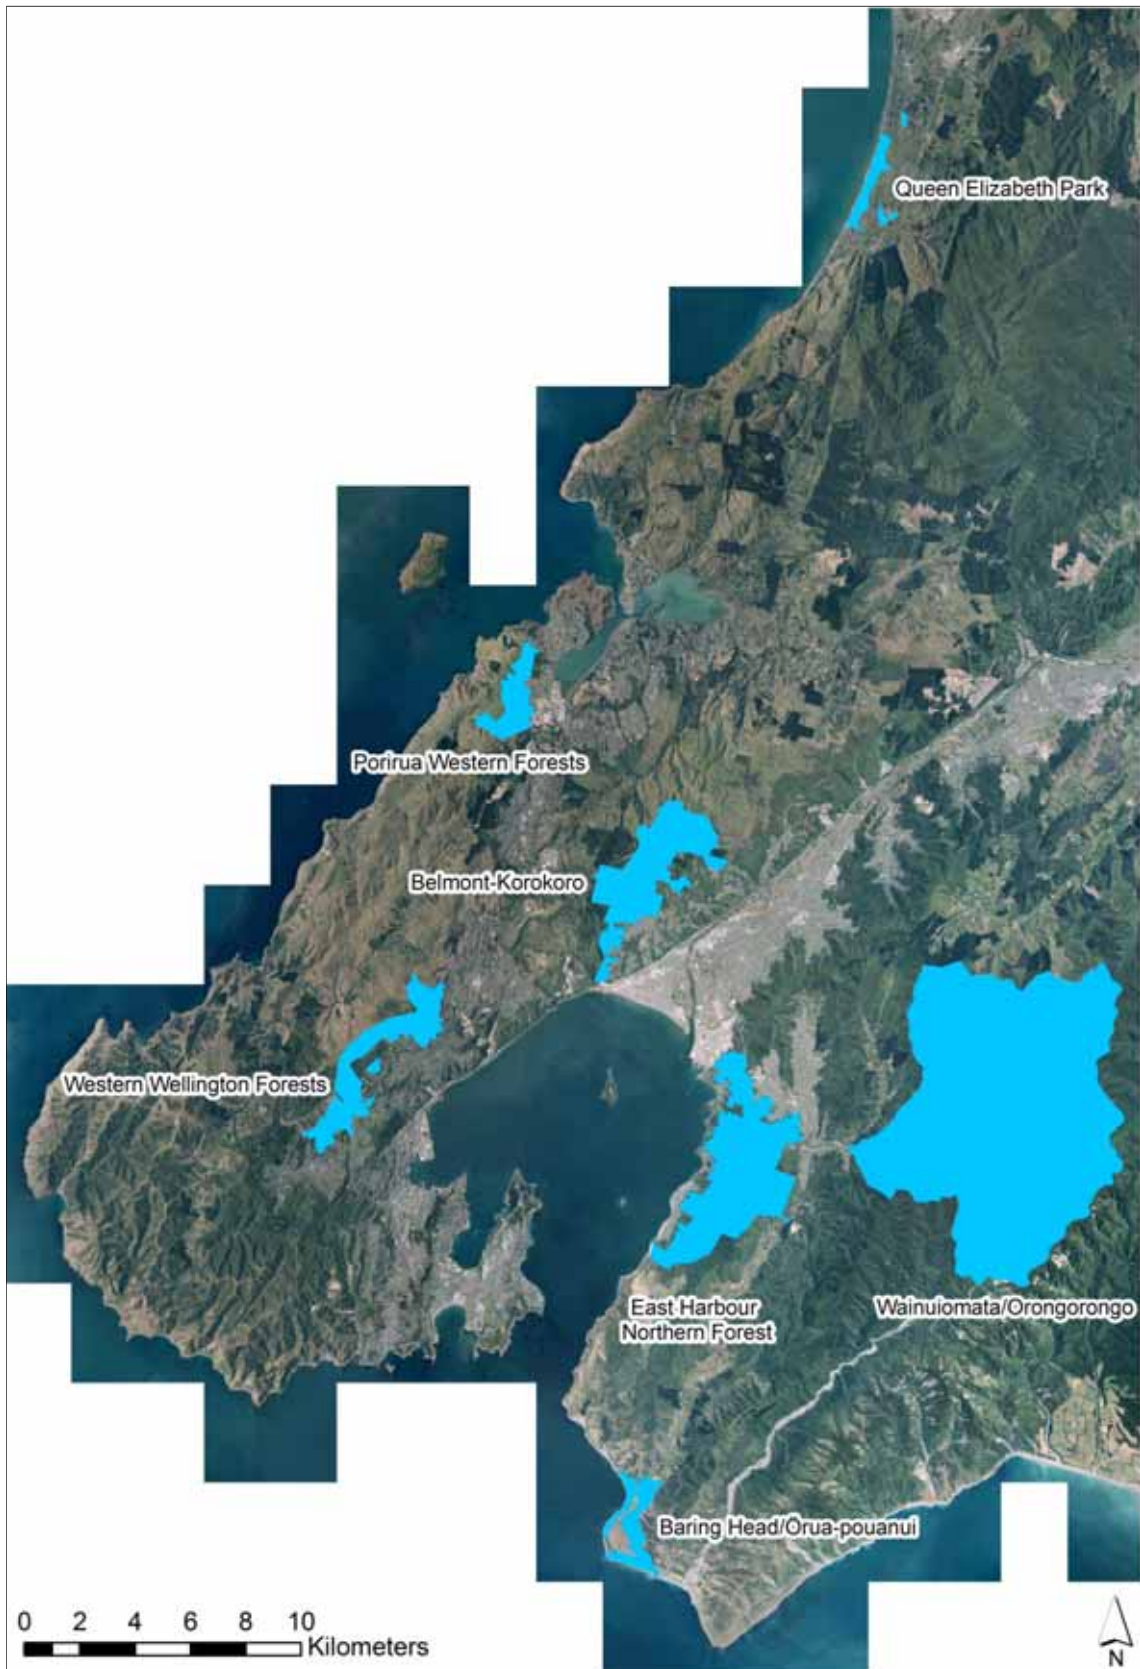 Queen Elizabeth Park
Porirua Western Forests
Belmont-Korokoro
Western Wellington Forests
East Harbour
Northern Forest
Wainuiomata/Orongorongo
Baring Head/Ōrua-pouanui
0 2 4 6 8 10
Kilometers
N